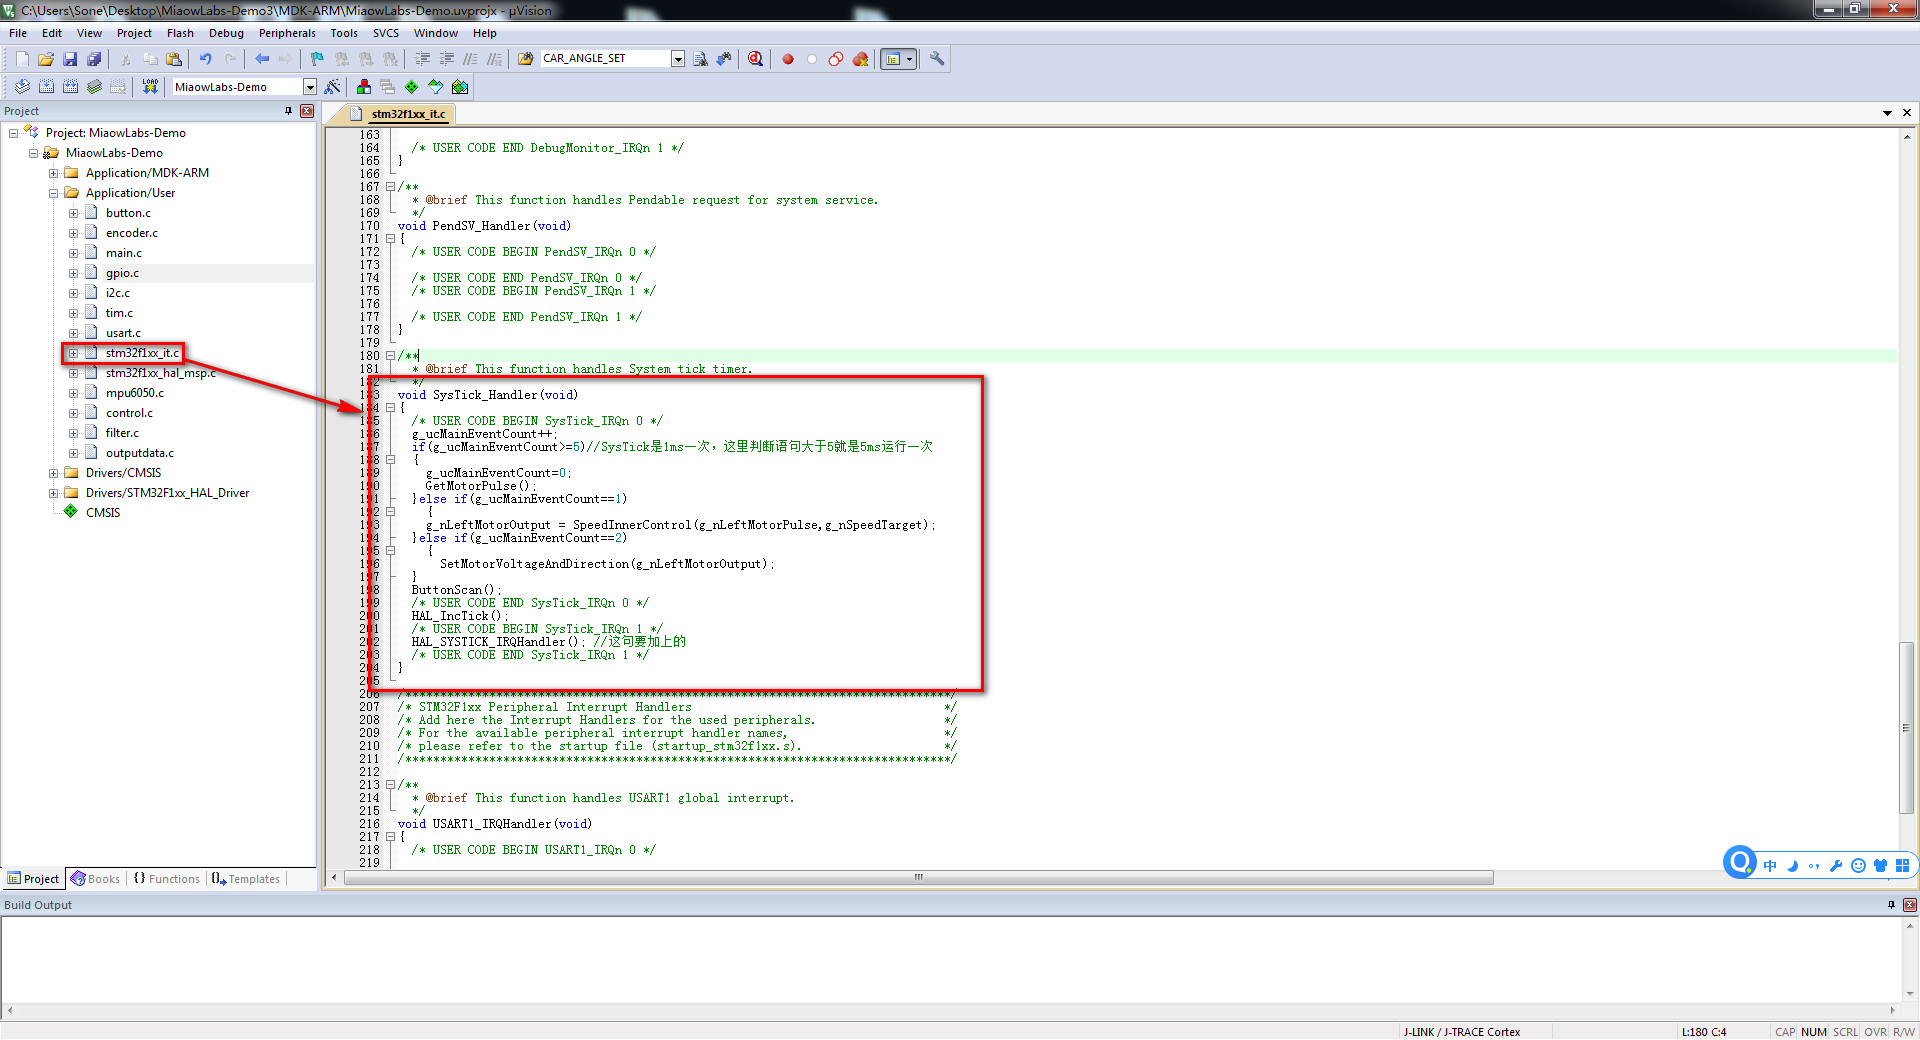 C:\Users\Sone\Desktop\MiaowLabs-Demo3\MDK-ARM\MiaowLabs-Demo.uvprojx - µVision
File Edit View Project Flash Debug Peripherals Tools SVCS Window Help
CAR_ANGLE_SET
LOAD
MiaowLabs-Demo
Project
Project: MiaowLabs-Demo
MiaowLabs-Demo
Application/MDK-ARM
Application/User
button.c
encoder.c
main.c
gpio.c
i2c.c
tim.c
usart.c
stm32f1xx_it.c
stm32f1xx_hal_msp.c
mpu6050.c
control.c
filter.c
outputdata.c
Drivers/CMSIS
Drivers/STM32F1xx_HAL_Driver
CMSIS
Project Books Functions Templates
stm32f1xx_it.c
163
164 /* USER CODE END DebugMonitor_IRQn 1 */
165 }
166
167 /**
168 * @brief This function handles Pendable request for system service.
169 */
170 void PendSV_Handler(void)
171 {
172 /* USER CODE BEGIN PendSV_IRQn 0 */
173
174 /* USER CODE END PendSV_IRQn 0 */
175 /* USER CODE BEGIN PendSV_IRQn 1 */
176
177 /* USER CODE END PendSV_IRQn 1 */
178 }
179
180 /**
181 * @brief This function handles System tick timer.
182 */
183 void SysTick_Handler(void)
184 {
185 /* USER CODE BEGIN SysTick_IRQn 0 */
186 g_ucMainEventCount++;
187 if(g_ucMainEventCount>=5)//SysTick是1ms一次，这里判断语句大于5就是5ms运行一次
188 {
189 g_ucMainEventCount=0;
190 GetMotorPulse();
191 }else if(g_ucMainEventCount==1)
192 {
193 g_nLeftMotorOutput = SpeedInnerControl(g_nLeftMotorPulse,g_nSpeedTarget);
194 }else if(g_ucMainEventCount==2)
195 {
196 SetMotorVoltageAndDirection(g_nLeftMotorOutput);
197 }
198 ButtonScan();
199 /* USER CODE END SysTick_IRQn 0 */
200 HAL_IncTick();
201 /* USER CODE BEGIN SysTick_IRQn 1 */
202 HAL_SYSTICK_IRQHandler(); //这句要加上的
203 /* USER CODE END SysTick_IRQn 1 */
204 }
205
206 /******************************************************************************/
207 /* STM32F1xx Peripheral Interrupt Handlers */
208 /* Add here the Interrupt Handlers for the used peripherals. */
209 /* For the available peripheral interrupt handler names, */
210 /* please refer to the startup file (startup_stm32f1xx.s). */
211 /******************************************************************************/
212
213 /**
214 * @brief This function handles USART1 global interrupt.
215 */
216 void USART1_IRQHandler(void)
217 {
218 /* USER CODE BEGIN USART1_IRQn 0 */
219
中
Build Output
J-LINK / J-TRACE Cortex L:180 C:4 CAP NUM SCRL OVR R/W